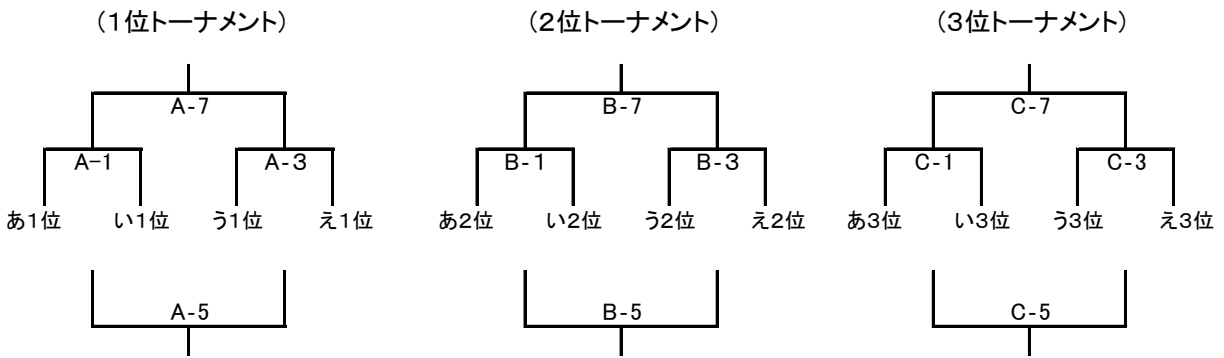 (1位トーナメント) (2位トーナメント) (3位トーナメント)
A-7 B-7 C-7
A-1 A-3 B-1 B-3 C-1 C-3
あ1位 い1位 う1位 え1位 あ2位 い2位 う2位 え2位 あ3位 い3位 う3位 え3位
A-5 B-5 C-5